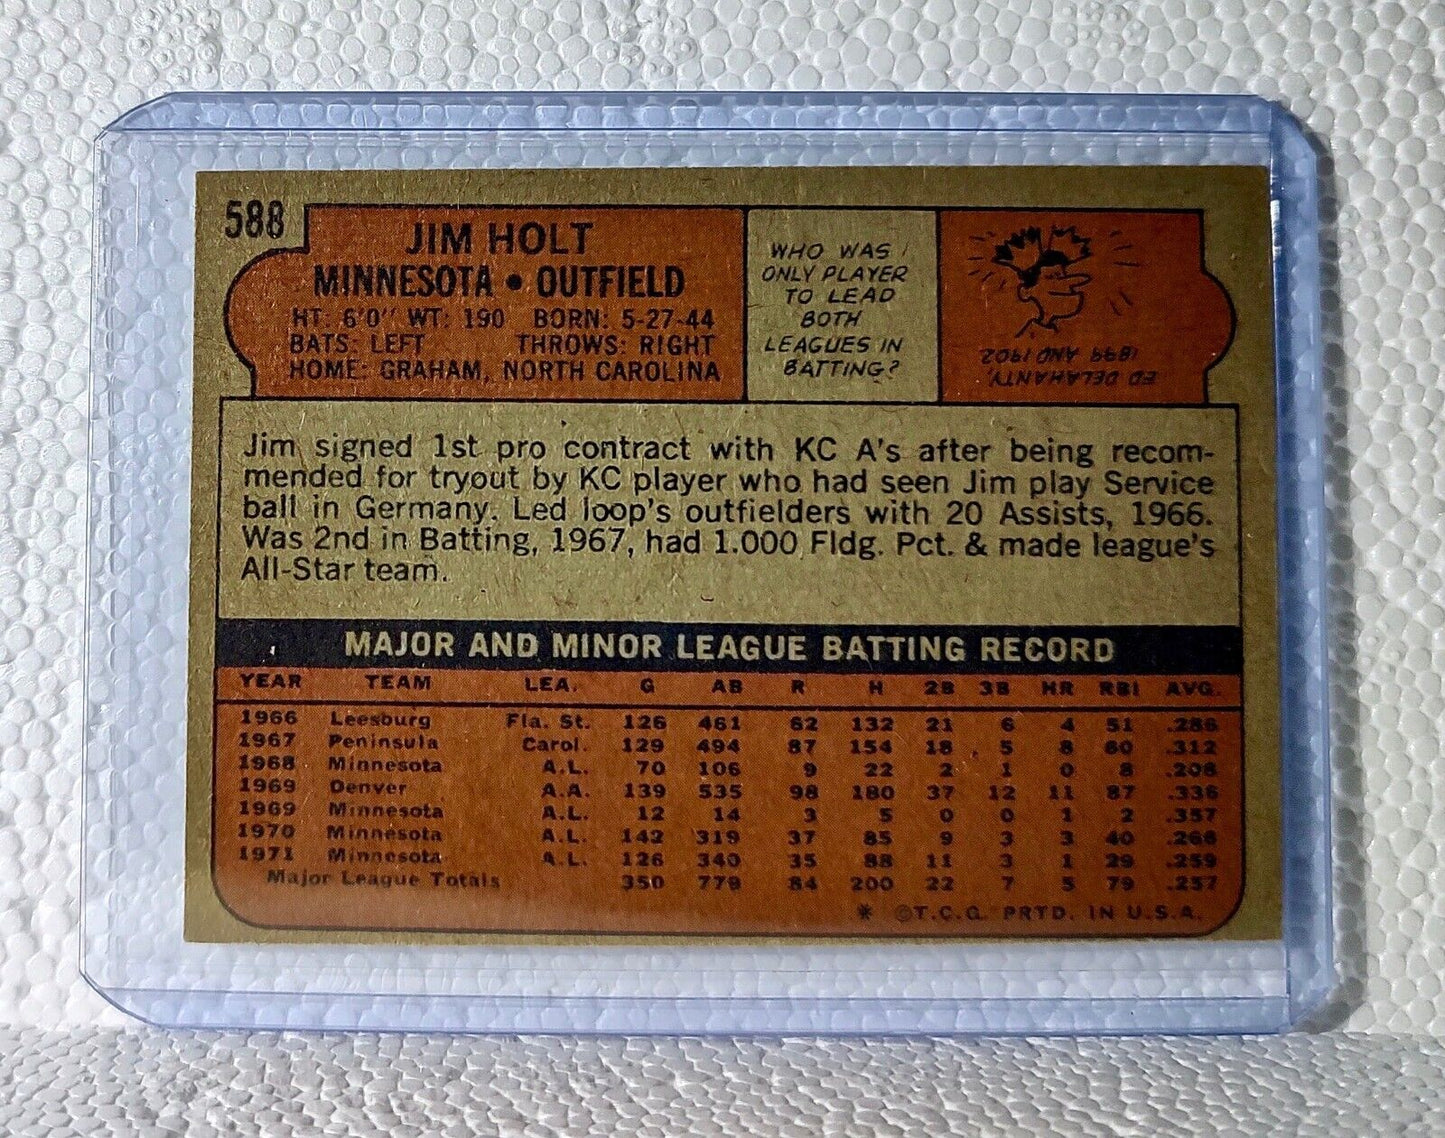 588
JIM HOLT
MINNESOTA • OUTFIELD
HT: 6'0" WT: 190 BORN: 5-27-44
BATS: LEFT THROWS: RIGHT
HOME: GRAHAM, NORTH CAROLINA
WHO WAS
ONLY PLAYER
TO LEAD
BOTH
LEAGUES IN
BATTING?
ED DELAHANTY,
1899 AND 1902
Jim signed 1st pro contract with KC A's after being recom-
mended for tryout by KC player who had seen Jim play Service
ball in Germany. Led loop's outfielders with 20 Assists, 1966.
Was 2nd in Batting, 1967, had 1.000 Fldg. Pct. & made league's
All-Star team.
MAJOR AND MINOR LEAGUE BATTING RECORD
YEAR TEAM LEA. G AB R H 2B 3B HR RBI AVG.
1966 Leesburg Fla. St. 126 461 62 132 21 6 4 51 .286
1967 Peninsula Carol. 129 494 87 154 18 5 8 60 .312
1968 Minnesota A.L. 70 106 9 22 2 1 0 8 .208
1969 Denver A.A. 139 535 98 180 37 12 11 87 .336
1969 Minnesota A.L. 12 14 3 5 0 0 1 2 .357
1970 Minnesota A.L. 142 319 37 85 9 3 3 40 .266
1971 Minnesota A.L. 126 340 35 88 11 3 1 29 .259
Major League Totals 350 779 84 200 22 7 5 79 .257
* ©T.C.G. PRTD. IN U.S.A.